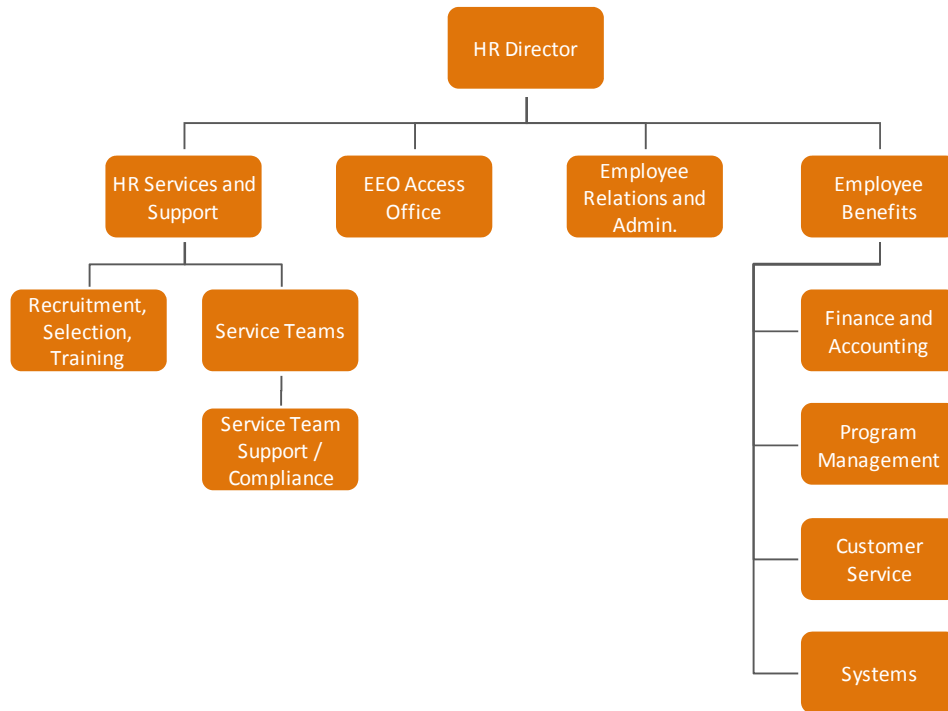 HR Director
HR Services and
Support
EEO Access
Office
Employee
Relations and
Admin.
Employee
Benefits
Recruitment,
Selection,
Training
Service Teams
Service Team
Support /
Compliance
Finance and
Accounting
Program
Management
Customer
Service
Systems